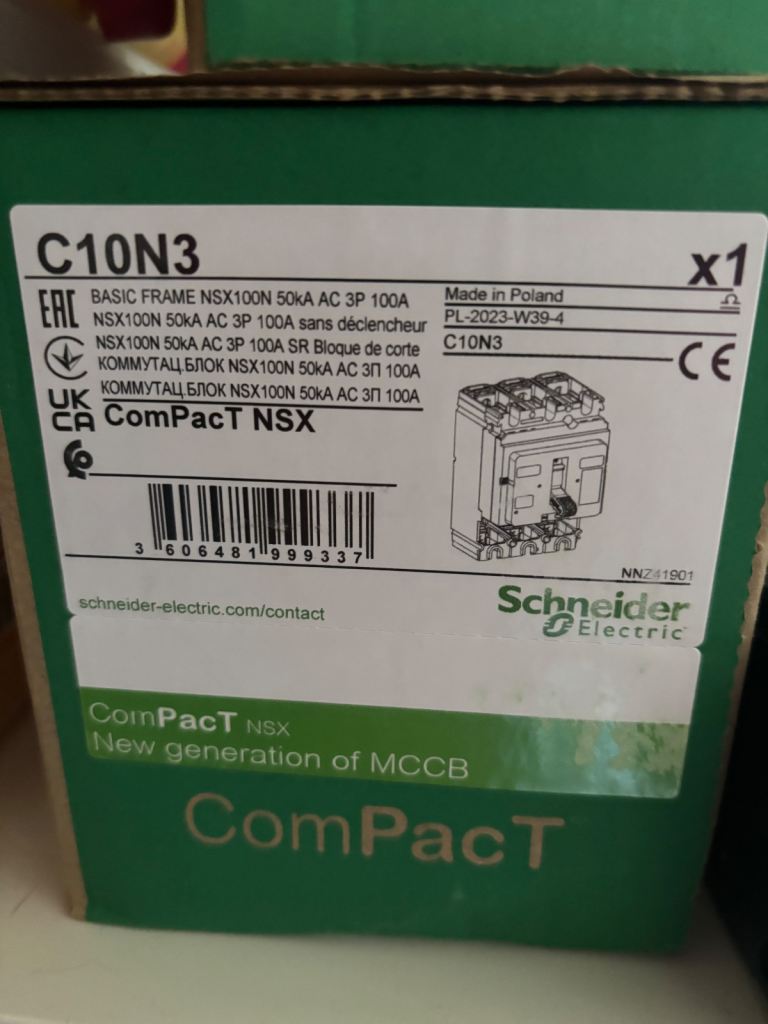 C10N3
x1
BASIC FRAME NSX100N 50kA AC 3P 100A
NSX100N 50kA AC 3P 100A sans déclencheur
NSX100N 50kA AC 3P 100A SR Bloque de corte
КОММУТАЦ.БЛОК NSX100N 50kA AC 3П 100A
КОММУТАЦ.БЛОК NSX100N 50kA AC 3П 100A
ComPacT NSX
EAC
UK
CA
Made in Poland
PL-2023-W39-4
C10N3
CE
3 606481 999337
NNZ41901
schneider-electric.com/contact
Schneider
Electric
ComPacT NSX
New generation of MCCB
ComPacT